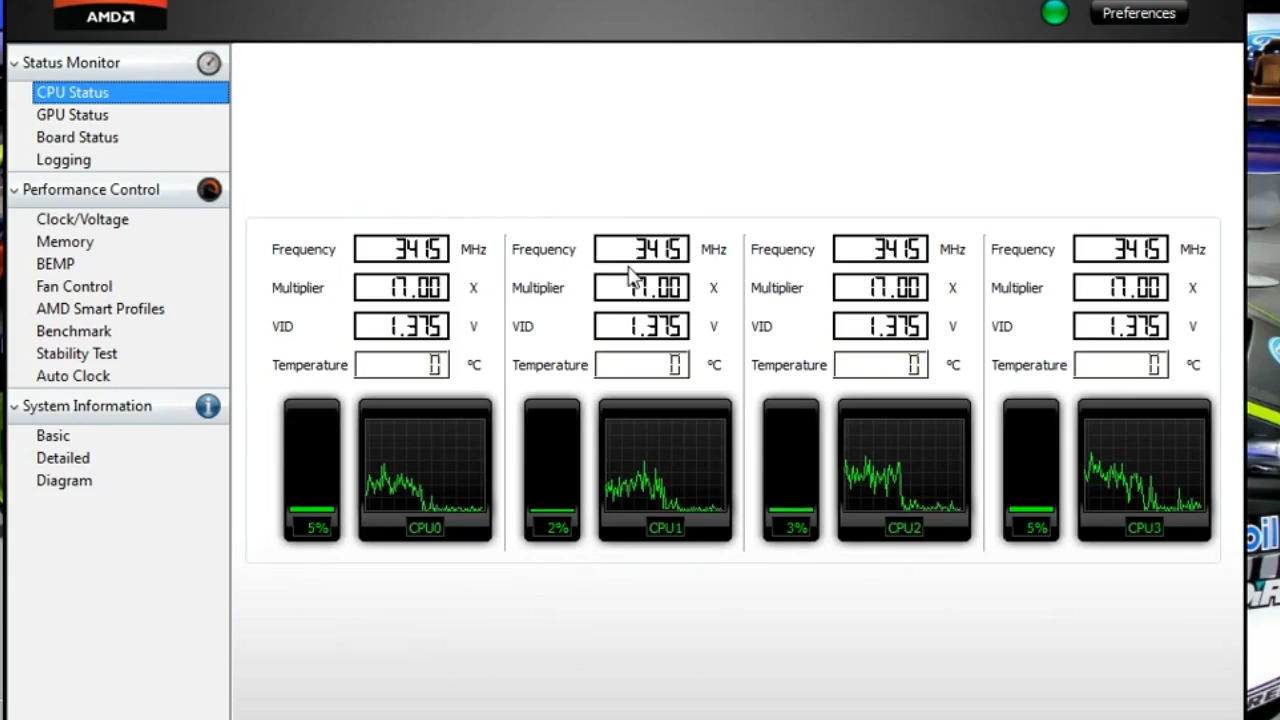 AMD
Preferences
Status Monitor
CPU Status
GPU Status
Board Status
Logging
Performance Control
Clock/Voltage
Memory
BEMP
Fan Control
AMD Smart Profiles
Benchmark
Stability Test
Auto Clock
System Information
Basic
Detailed
Diagram
Frequency 3415 MHz Frequency 3415 MHz Frequency 3415 MHz Frequency 3415 MHz
Multiplier 17.00 X Multiplier 17.00 X Multiplier 17.00 X Multiplier 17.00 X
VID 1.375 V VID 1.375 V VID 1.375 V VID 1.375 V
Temperature 0 ºC Temperature 0 ºC Temperature 0 ºC Temperature 0 ºC
5% CPU0 2% CPU1 3% CPU2 5% CPU3